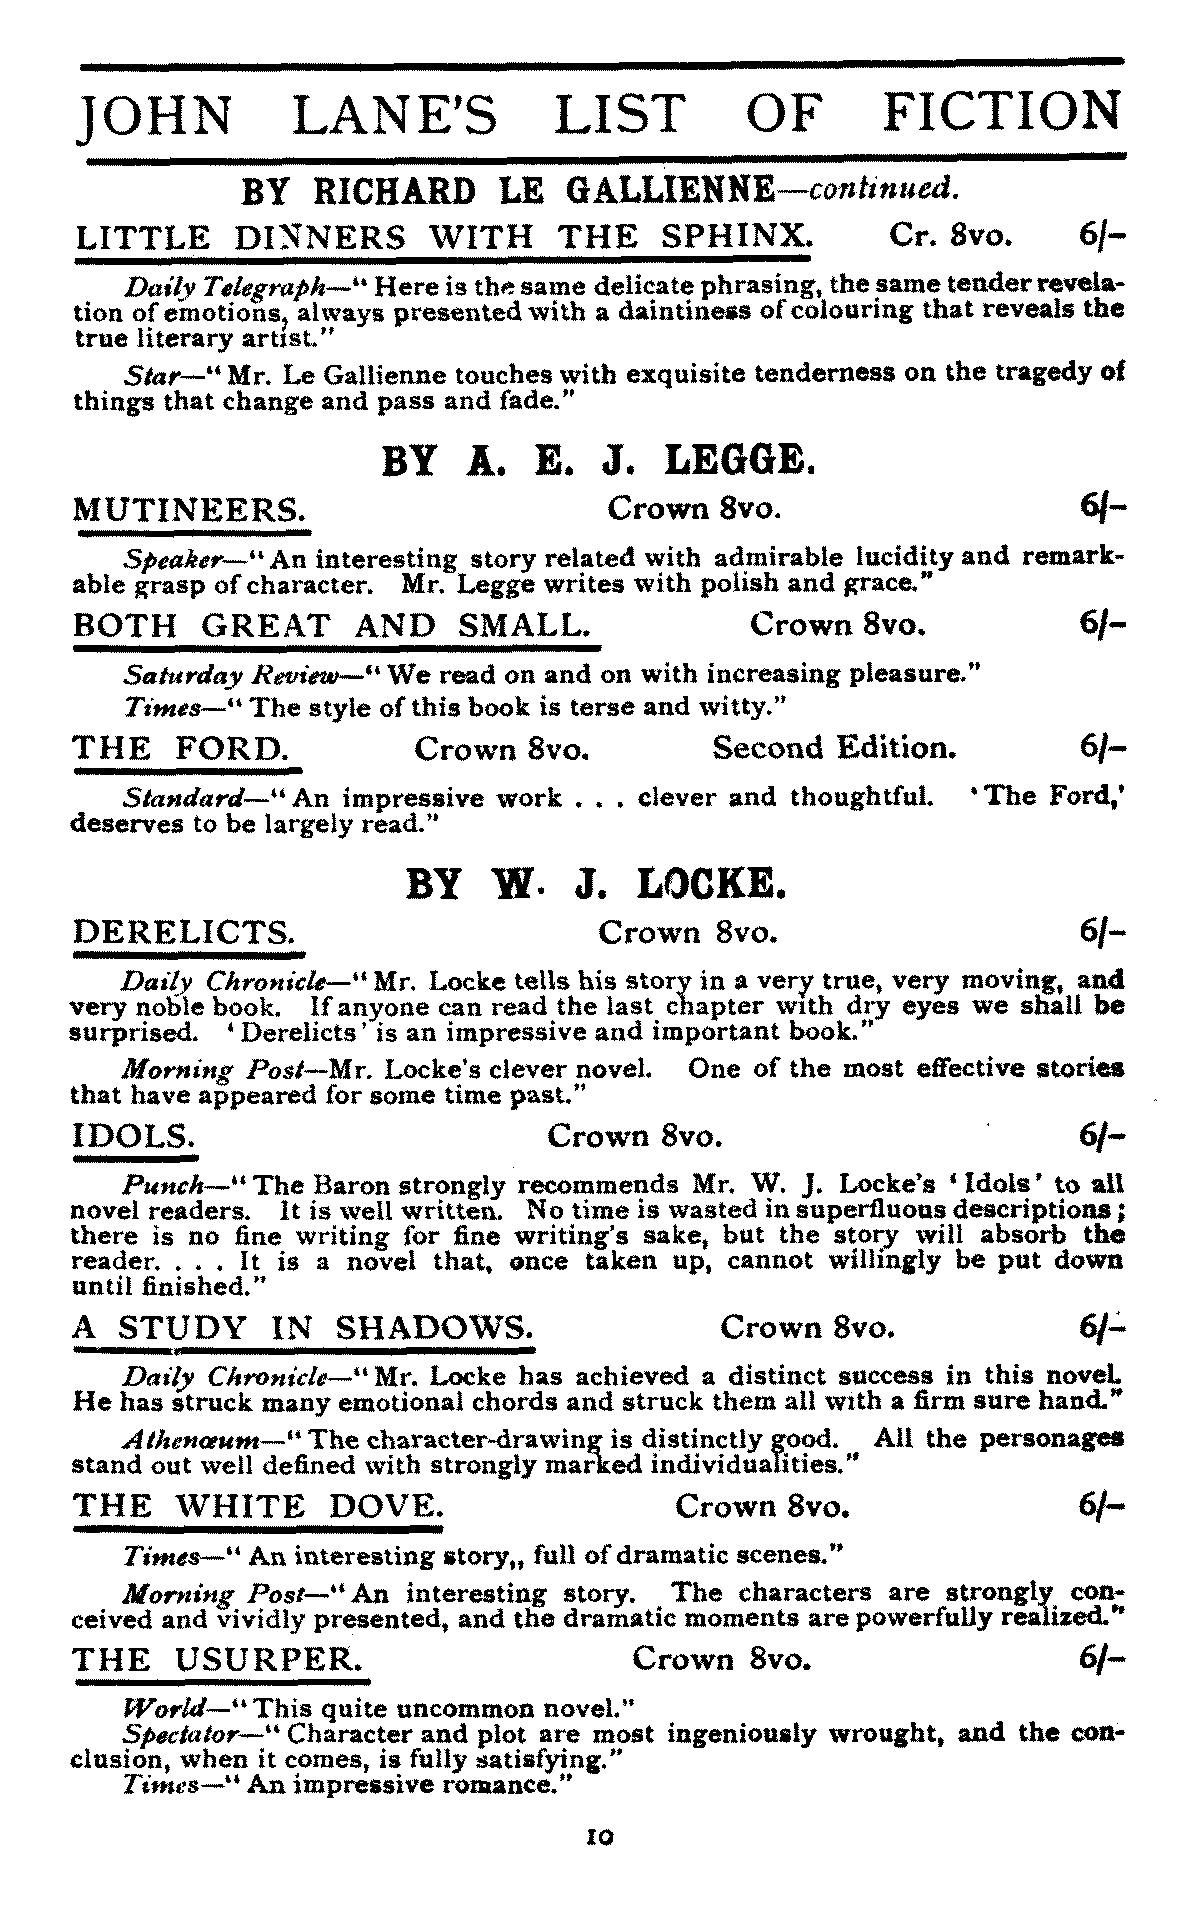 JOHN LANE'S LIST OF FICTION
BY RICHARD LE GALLIENNE—continued.
LITTLE DINNERS WITH THE SPHINX. Cr. 8vo. 6/-
Daily Telegraph—"Here is the same delicate phrasing, the same tender revela-
tion of emotions, always presented with a daintiness of colouring that reveals the
true literary artist."
Star—"Mr. Le Gallienne touches with exquisite tenderness on the tragedy of
things that change and pass and fade."
BY A. E. J. LEGGE.
MUTINEERS. Crown 8vo. 6/-
Speaker—"An interesting story related with admirable lucidity and remark-
able grasp of character. Mr. Legge writes with polish and grace."
BOTH GREAT AND SMALL. Crown 8vo. 6/-
Saturday Review—"We read on and on with increasing pleasure."
Times—"The style of this book is terse and witty."
THE FORD. Crown 8vo. Second Edition. 6/-
Standard—"An impressive work . . . clever and thoughtful. 'The Ford,'
deserves to be largely read."
BY W. J. LOCKE.
DERELICTS. Crown 8vo. 6/-
Daily Chronicle—"Mr. Locke tells his story in a very true, very moving, and
very noble book. If anyone can read the last chapter with dry eyes we shall be
surprised. 'Derelicts' is an impressive and important book."
Morning Post—Mr. Locke's clever novel. One of the most effective stories
that have appeared for some time past."
IDOLS. Crown 8vo. 6/-
Punch—"The Baron strongly recommends Mr. W. J. Locke's 'Idols' to all
novel readers. It is well written. No time is wasted in superfluous descriptions;
there is no fine writing for fine writing's sake, but the story will absorb the
reader. . . . It is a novel that, once taken up, cannot willingly be put down
until finished."
A STUDY IN SHADOWS. Crown 8vo. 6/-
Daily Chronicle—"Mr. Locke has achieved a distinct success in this novel.
He has struck many emotional chords and struck them all with a firm sure hand."
Athenœum—"The character-drawing is distinctly good. All the personages
stand out well defined with strongly marked individualities."
THE WHITE DOVE. Crown 8vo. 6/-
Times—"An interesting story,, full of dramatic scenes."
Morning Post—"An interesting story. The characters are strongly con-
ceived and vividly presented, and the dramatic moments are powerfully realized."
THE USURPER. Crown 8vo. 6/-
World—"This quite uncommon novel."
Spectator—"Character and plot are most ingeniously wrought, and the con-
clusion, when it comes, is fully satisfying."
Times—"An impressive romance."
10